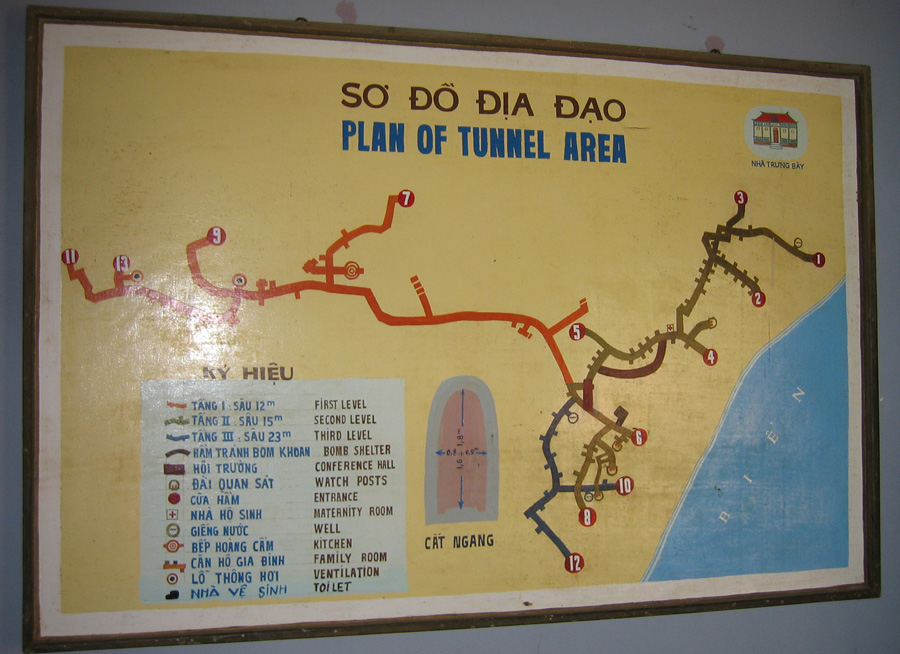 SƠ ĐỒ ĐỊA ĐẠO
PLAN OF TUNNEL AREA
NHÀ TRƯNG BÀY
3
7
9
1
11
13
2
5
4
6
10
8
12
BIỂN
KÝ HIỆU
TẦNG I : SÂU 12m FIRST LEVEL
TẦNG II : SÂU 15m SECOND LEVEL
TẦNG III : SÂU 23m THIRD LEVEL
HẦM TRÁNH BOM KHOAN BOMB SHELTER
HỘI TRƯỜNG CONFERENCE HALL
ĐÀI QUAN SÁT WATCH POSTS
CỬA HẦM ENTRANCE
NHÀ HỘ SINH MATERNITY ROOM
GIẾNG NƯỚC WELL
BẾP HOÀNG CẦM KITCHEN
CĂN HỘ GIA ĐÌNH FAMILY ROOM
LỖ THÔNG HƠI VENTILATION
NHÀ VỆ SINH TOILET
1,6 ÷ 1,8m
CẮT NGANG